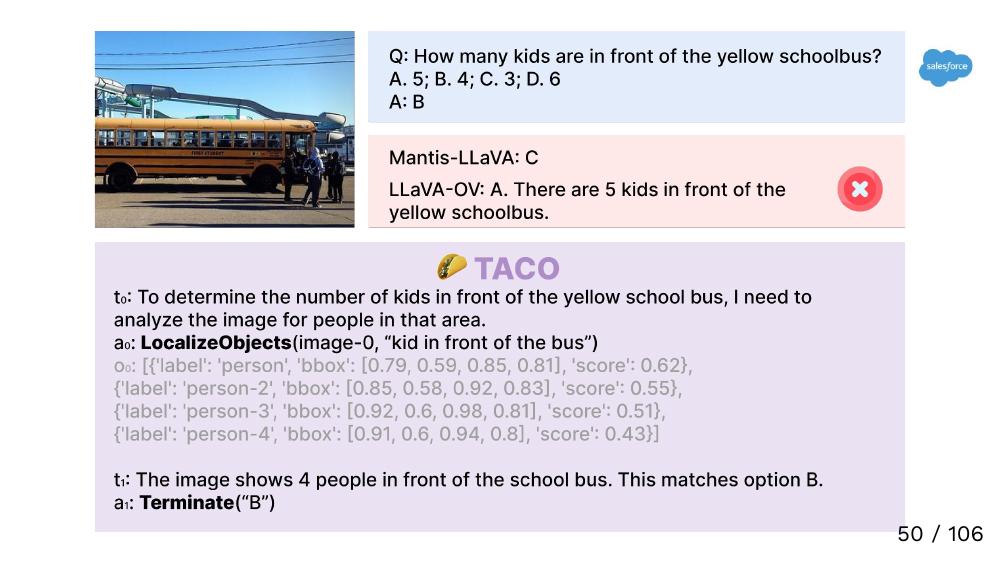 Q: How many kids are in front of the yellow schoolbus?
A. 5; B. 4; C. 3; D. 6
A: B
salesforce
FIRST STUDENT
Mantis-LLaVA: C
LLaVA-OV: A. There are 5 kids in front of the
yellow schoolbus.
TACO
t₀: To determine the number of kids in front of the yellow school bus, I need to
analyze the image for people in that area.
a₀: LocalizeObjects(image-0, “kid in front of the bus”)
o₀: [{'label': 'person', 'bbox': [0.79, 0.59, 0.85, 0.81], 'score': 0.62},
{'label': 'person-2', 'bbox': [0.85, 0.58, 0.92, 0.83], 'score': 0.55},
{'label': 'person-3', 'bbox': [0.92, 0.6, 0.98, 0.81], 'score': 0.51},
{'label': 'person-4', 'bbox': [0.91, 0.6, 0.94, 0.8], 'score': 0.43}]
t₁: The image shows 4 people in front of the school bus. This matches option B.
a₁: Terminate(“B”)
50 / 106